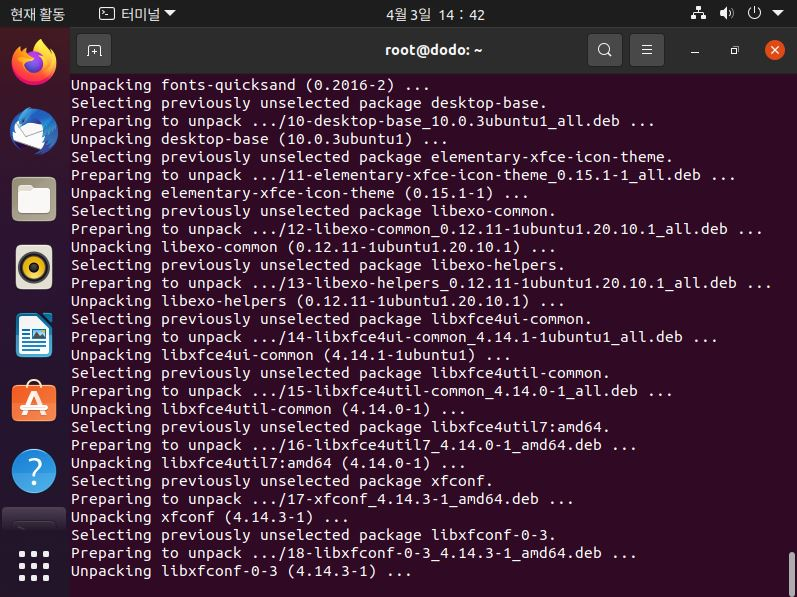 현재 활동 터미널 4월 3일 14 : 42
root@dodo: ~
Unpacking fonts-quicksand (0.2016-2) ...
Selecting previously unselected package desktop-base.
Preparing to unpack .../10-desktop-base_10.0.3ubuntu1_all.deb ...
Unpacking desktop-base (10.0.3ubuntu1) ...
Selecting previously unselected package elementary-xfce-icon-theme.
Preparing to unpack .../11-elementary-xfce-icon-theme_0.15.1-1_all.deb ...
Unpacking elementary-xfce-icon-theme (0.15.1-1) ...
Selecting previously unselected package libexo-common.
Preparing to unpack .../12-libexo-common_0.12.11-1ubuntu1.20.10.1_all.deb ...
Unpacking libexo-common (0.12.11-1ubuntu1.20.10.1) ...
Selecting previously unselected package libexo-helpers.
Preparing to unpack .../13-libexo-helpers_0.12.11-1ubuntu1.20.10.1_all.deb ...
Unpacking libexo-helpers (0.12.11-1ubuntu1.20.10.1) ...
Selecting previously unselected package libxfce4ui-common.
Preparing to unpack .../14-libxfce4ui-common_4.14.1-1ubuntu1_all.deb ...
Unpacking libxfce4ui-common (4.14.1-1ubuntu1) ...
Selecting previously unselected package libxfce4util-common.
Preparing to unpack .../15-libxfce4util-common_4.14.0-1_all.deb ...
Unpacking libxfce4util-common (4.14.0-1) ...
Selecting previously unselected package libxfce4util7:amd64.
Preparing to unpack .../16-libxfce4util7_4.14.0-1_amd64.deb ...
Unpacking libxfce4util7:amd64 (4.14.0-1) ...
Selecting previously unselected package xfconf.
Preparing to unpack .../17-xfconf_4.14.3-1_amd64.deb ...
Unpacking xfconf (4.14.3-1) ...
Selecting previously unselected package libxfconf-0-3.
Preparing to unpack .../18-libxfconf-0-3_4.14.3-1_amd64.deb ...
Unpacking libxfconf-0-3 (4.14.3-1) ...